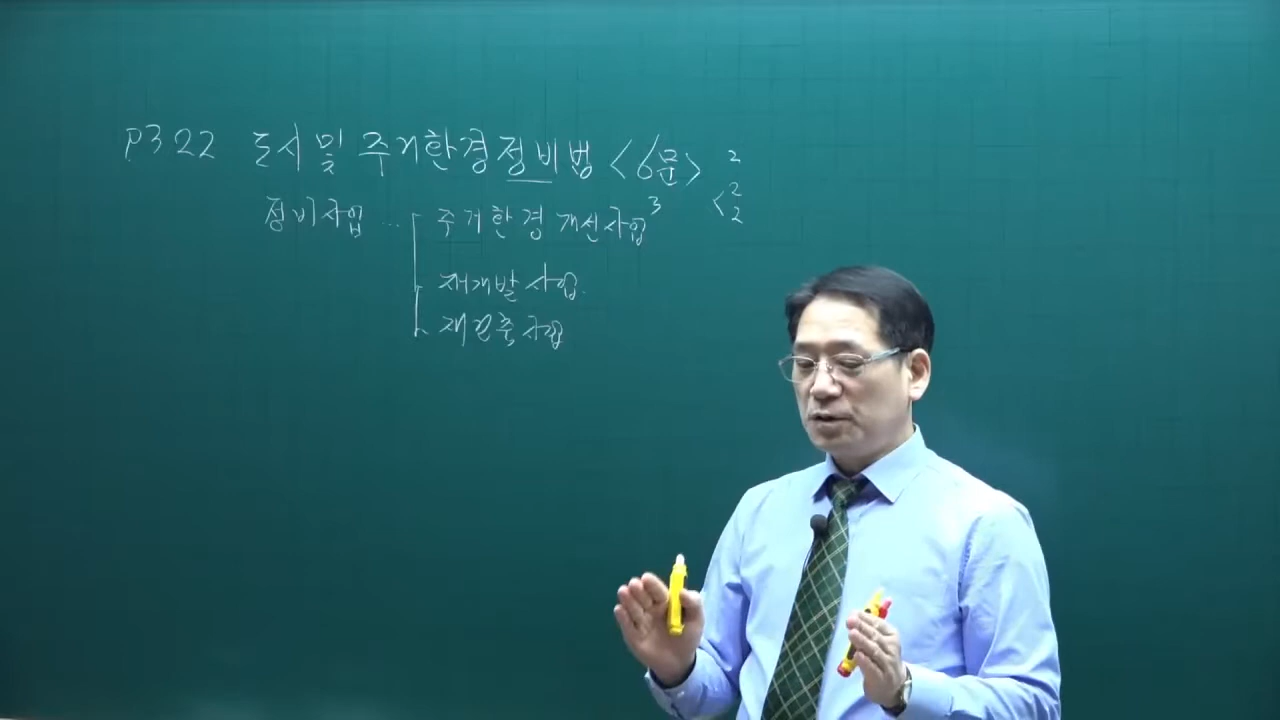 P322 도시 및 주거환경정비법 <6문> 2
< 2
2
정비사업 ‥ 주거환경개선사업 3
재개발사업.
재건축사업